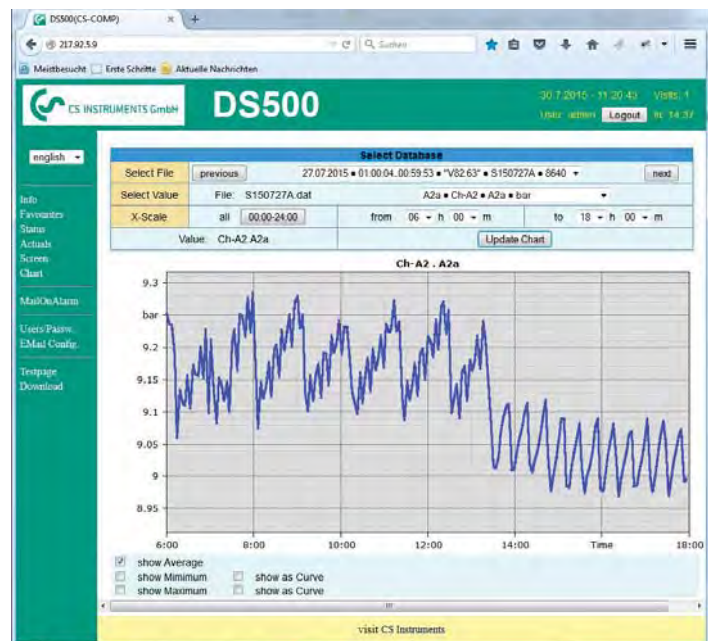 DS500(CS-COMP) × +
217.92.5.9 Suchen
Meistbesucht Erste Schritte Aktuelle Nachrichten
CS INSTRUMENTS GmbH DS500
30.7.2015 - 11:20:43 Visits: 1
User: admin Logout in: 14:37
english
Select Database
Select File previous 27.07.2015 ● 01:00:04..00:59:53 ● "V82.63" ● S150727A ● 8640 next
Select Value File: S150727A.dat A2a ● Ch-A2 ● A2a ● bar
X-Scale all 00:00-24:00 from 06 h 00 m to 18 h 00 m
Value: Ch-A2.A2a Update Chart
Info
Favourites
Status
Actuals
Screen
Chart
MailOnAlarm
Users/Passw.
EMail Config.
Testpage
Download
Ch-A2 . A2a
9.3
bar
9.2
9.15
9.1
9.05
9
8.95
6:00 8:00 10:00 12:00 14:00 Time 18:00
show Average
show Mimimum show as Curve
show Maximum show as Curve
visit CS Instruments